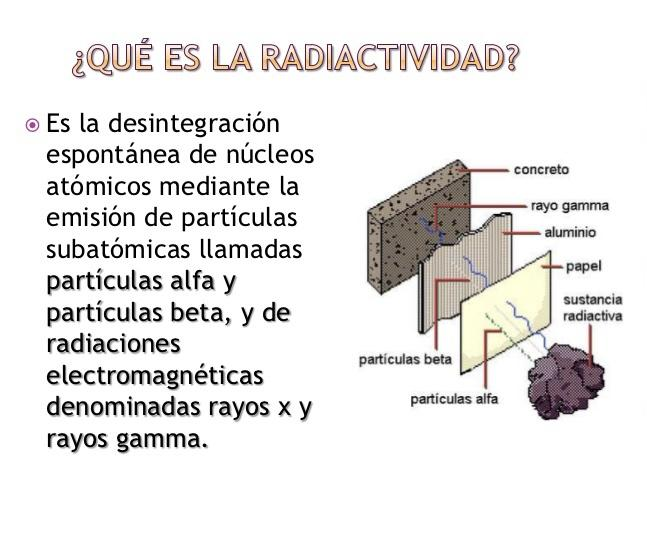 ¿QUÉ ES LA RADIACTIVIDAD?
Es la desintegración
espontánea de núcleos
atómicos mediante la
emisión de partículas
subatómicas llamadas
partículas alfa y
partículas beta, y de
radiaciones
electromagnéticas
denominadas rayos x y
rayos gamma.
concreto
rayo gamma
aluminio
papel
sustancia
radiactiva
partículas beta
partículas alfa